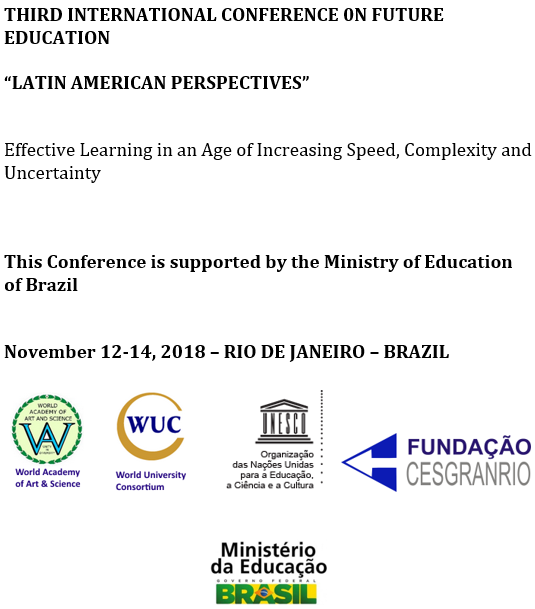 THIRD INTERNATIONAL CONFERENCE 0N FUTURE
EDUCATION
“LATIN AMERICAN PERSPECTIVES”
Effective Learning in an Age of Increasing Speed, Complexity and
Uncertainty
This Conference is supported by the Ministry of Education
of Brazil
November 12-14, 2018 – RIO DE JANEIRO – BRAZIL
WORLD
ACADEMY OF
ART AND SCIENCE
World Academy
of Art & Science
WUC
World University
Consortium
UNESCO
Organização
das Nações Unidas
para a Educação,
a Ciência e a Cultura
FUNDAÇÃO
CESGRANRIO
Ministério
da Educação
GOVERNO FEDERAL
BRASIL